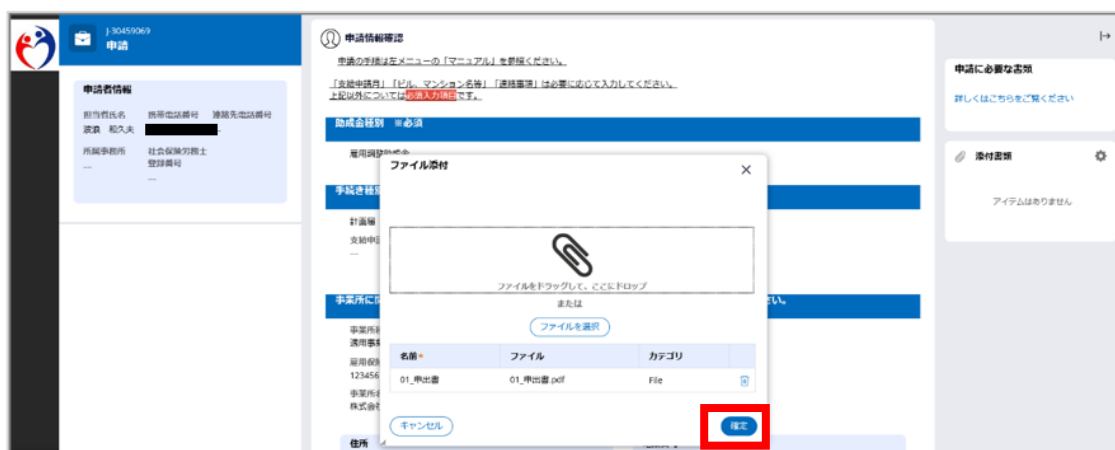 J-30459069
申請
申請者情報
担当者氏名 携帯電話番号 連絡先電話番号
波浪 和久夫
所属事務所 社会保険労務士
登録番号
---
---
申請情報確認
申請の手続は左メニューの「マニュアル」を参照ください。
「支給申請月」「ビル、マンション名等」「連絡事項」は必要に応じて入力してください。
上記以外については必須入力項目です。
助成金種別 ※必須
雇用調整助成金
手続き種別
計画届
支給申請
---
事業所に
さい。
事業所
適用事業
雇用保険
123456
事業所名
株式会社
住所
ファイル添付
ファイルをドラッグして、ここにドロップ
または
ファイルを選択
名前* ファイル カテゴリ
01_申出書 01_申出書.pdf File
キャンセル 確定
申請に必要な書類
詳しくはこちらをご覧ください
添付書類
アイテムはありません